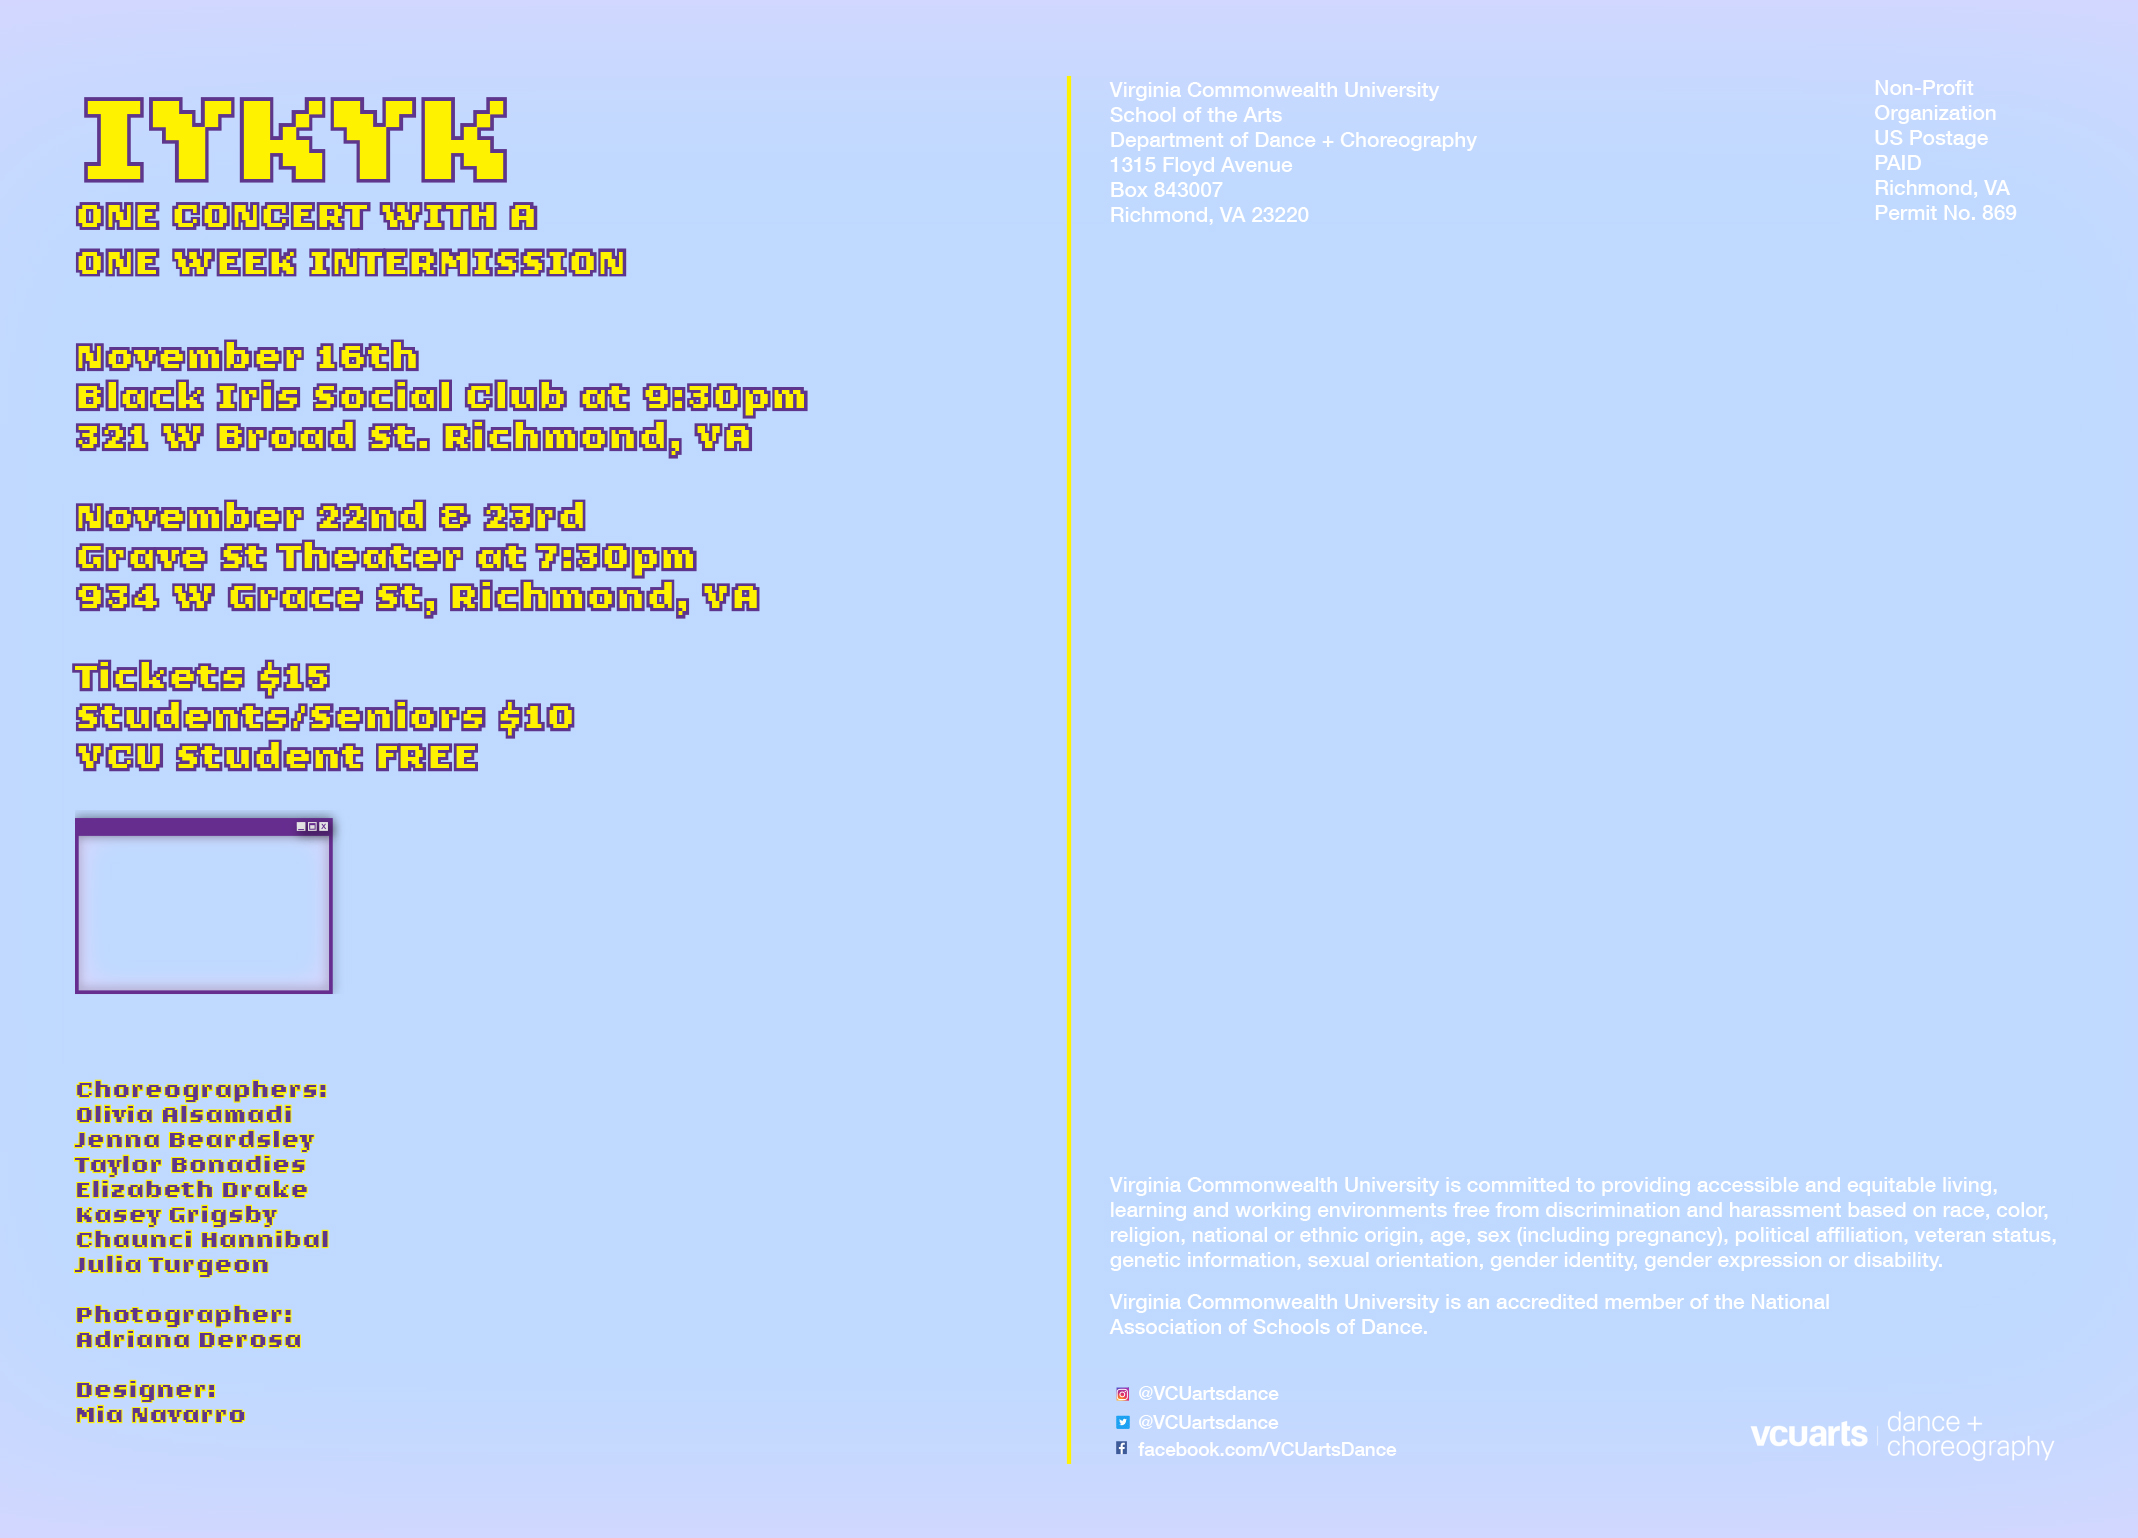 IYKYK
ONE CONCERT WITH A
ONE WEEK INTERMISSION
November 16th
Black Iris Social Club at 9:30pm
321 W Broad St. Richmond, VA
November 22nd & 23rd
Grave St Theater at 7:30pm
934 W Grace St, Richmond, VA
Tickets $15
Students/Seniors $10
VCU Student FREE
Choreographers:
Olivia Alsamadi
Jenna Beardsley
Taylor Bonadies
Elizabeth Drake
Kasey Grigsby
Chaunci Hannibal
Julia Turgeon
Photographer:
Adriana Derosa
Designer:
Mia Navarro
Virginia Commonwealth University
School of the Arts
Department of Dance + Choreography
1315 Floyd Avenue
Box 843007
Richmond, VA 23220
Non-Profit
Organization
US Postage
PAID
Richmond, VA
Permit No. 869
Virginia Commonwealth University is committed to providing accessible and equitable living,
learning and working environments free from discrimination and harassment based on race, color,
religion, national or ethnic origin, age, sex (including pregnancy), political affiliation, veteran status,
genetic information, sexual orientation, gender identity, gender expression or disability.
Virginia Commonwealth University is an accredited member of the National
Association of Schools of Dance.
@VCUartsdance
@VCUartsdance
facebook.com/VCUartsDance
vcuarts
dance +
choreography